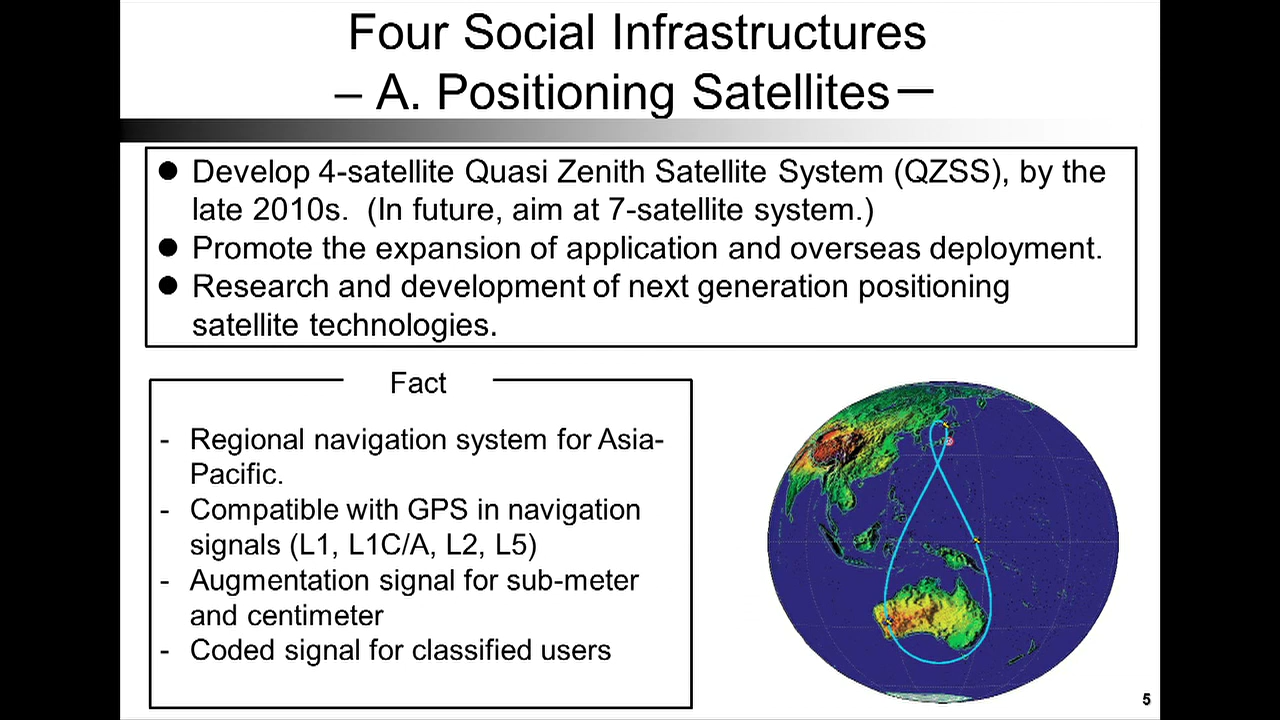 Four Social Infrastructures
– A. Positioning Satellites－
● Develop 4-satellite Quasi Zenith Satellite System (QZSS), by the
late 2010s.  (In future, aim at 7-satellite system.)
● Promote the expansion of application and overseas deployment.
● Research and development of next generation positioning
satellite technologies.
Fact
- Regional navigation system for Asia-
Pacific.
- Compatible with GPS in navigation
signals (L1, L1C/A, L2, L5)
- Augmentation signal for sub-meter
and centimeter
- Coded signal for classified users
5